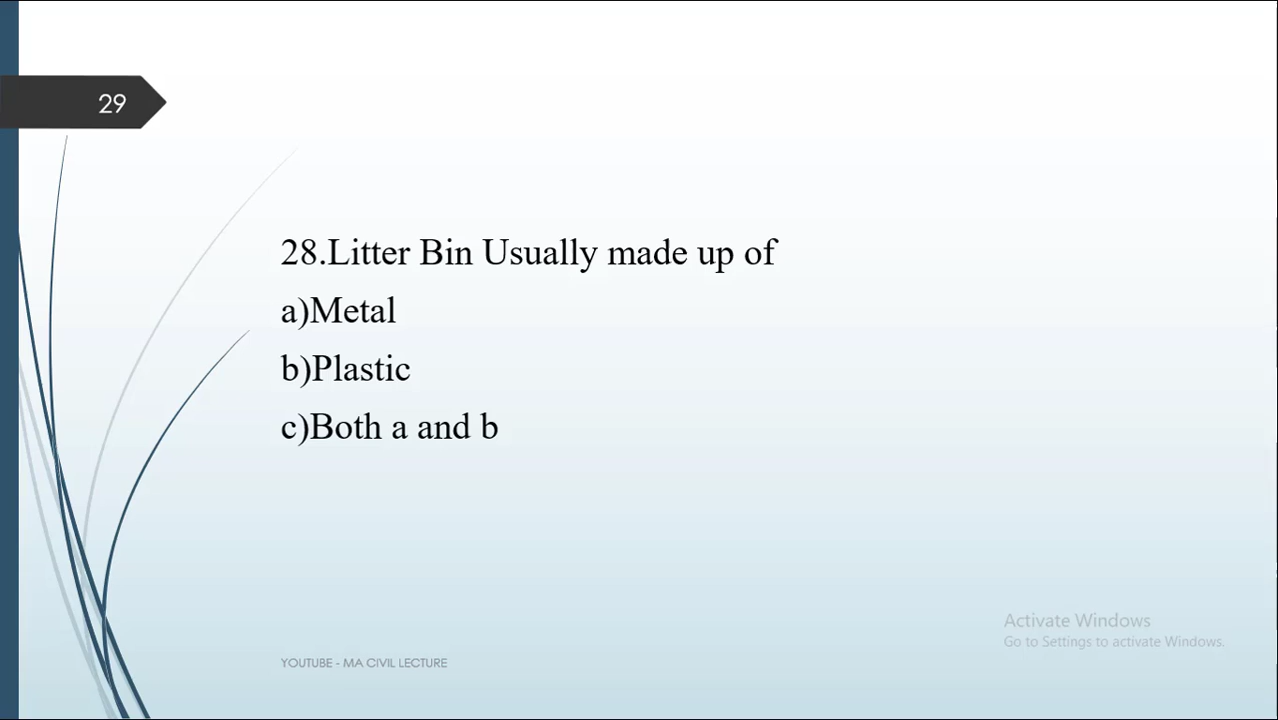 29
28.Litter Bin Usually made up of
a)Metal
b)Plastic
c)Both a and b
Activate Windows
Go to Settings to activate Windows.
YOUTUBE - MA CIVIL LECTURE